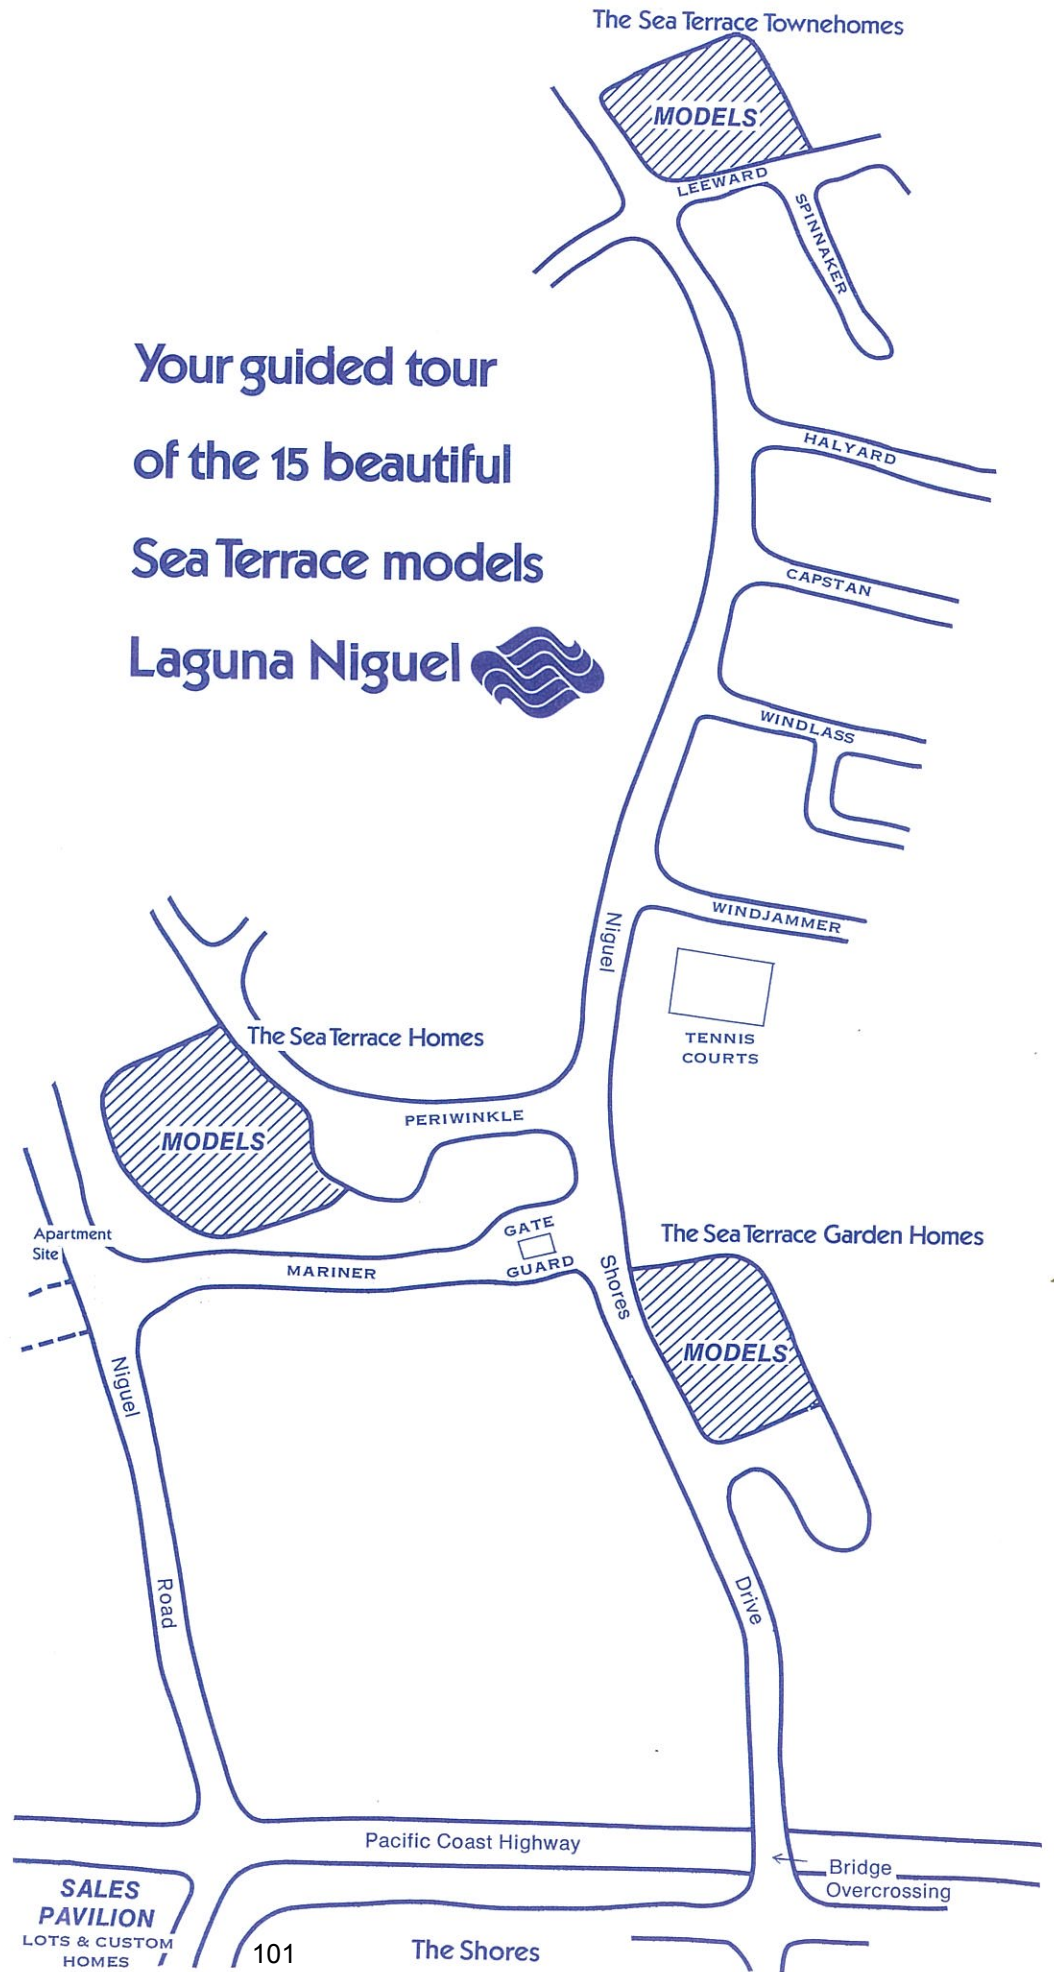 The Sea Terrace Townehomes
MODELS
LEEWARD
SPINNAKER
Your guided tour
of the 15 beautiful
Sea Terrace models
Laguna Niguel
HALYARD
CAPSTAN
WINDLASS
WINDJAMMER
Niguel
TENNIS
COURTS
The Sea Terrace Homes
PERIWINKLE
MODELS
Apartment
Site
GATE
GUARD
MARINER
The Sea Terrace Garden Homes
Shores
MODELS
Niguel
Road
Drive
Pacific Coast Highway
Bridge
Overcrossing
SALES
PAVILION
LOTS & CUSTOM
HOMES
101
The Shores